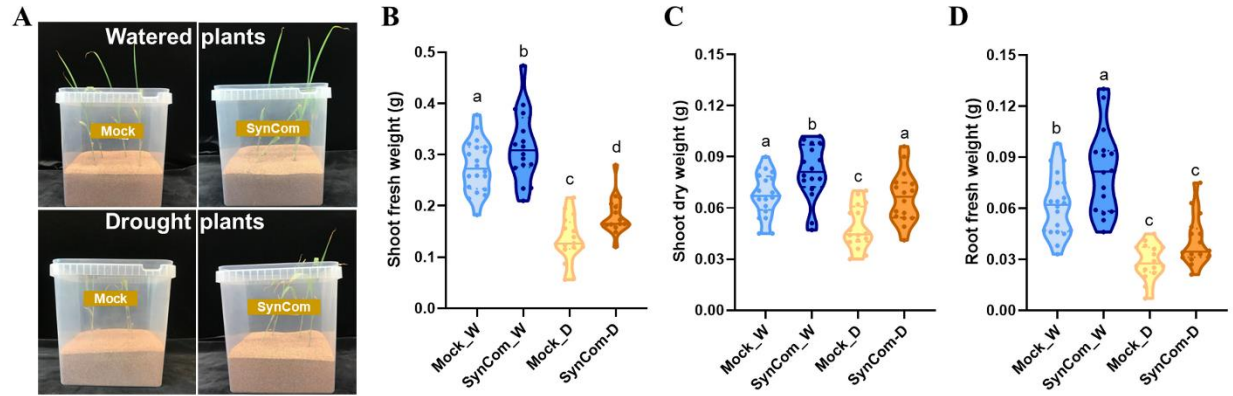 A
Watered plants
Mock
SynCom
Drought plants
Mock
SynCom
B
Shoot fresh weight (g)
0.5
0.4
0.3
0.2
0.1
0.0
a
b
c
d
Mock_W
SynCom_W
Mock_D
SynCom-D
C
Shoot dry weight (g)
0.15
0.12
0.09
0.06
0.03
0.00
a
b
c
a
Mock_W
SynCom_W
Mock_D
SynCom-D
D
Root fresh weight (g)
0.15
0.12
0.09
0.06
0.03
0.00
b
a
c
c
Mock_W
SynCom_W
Mock_D
SynCom-D